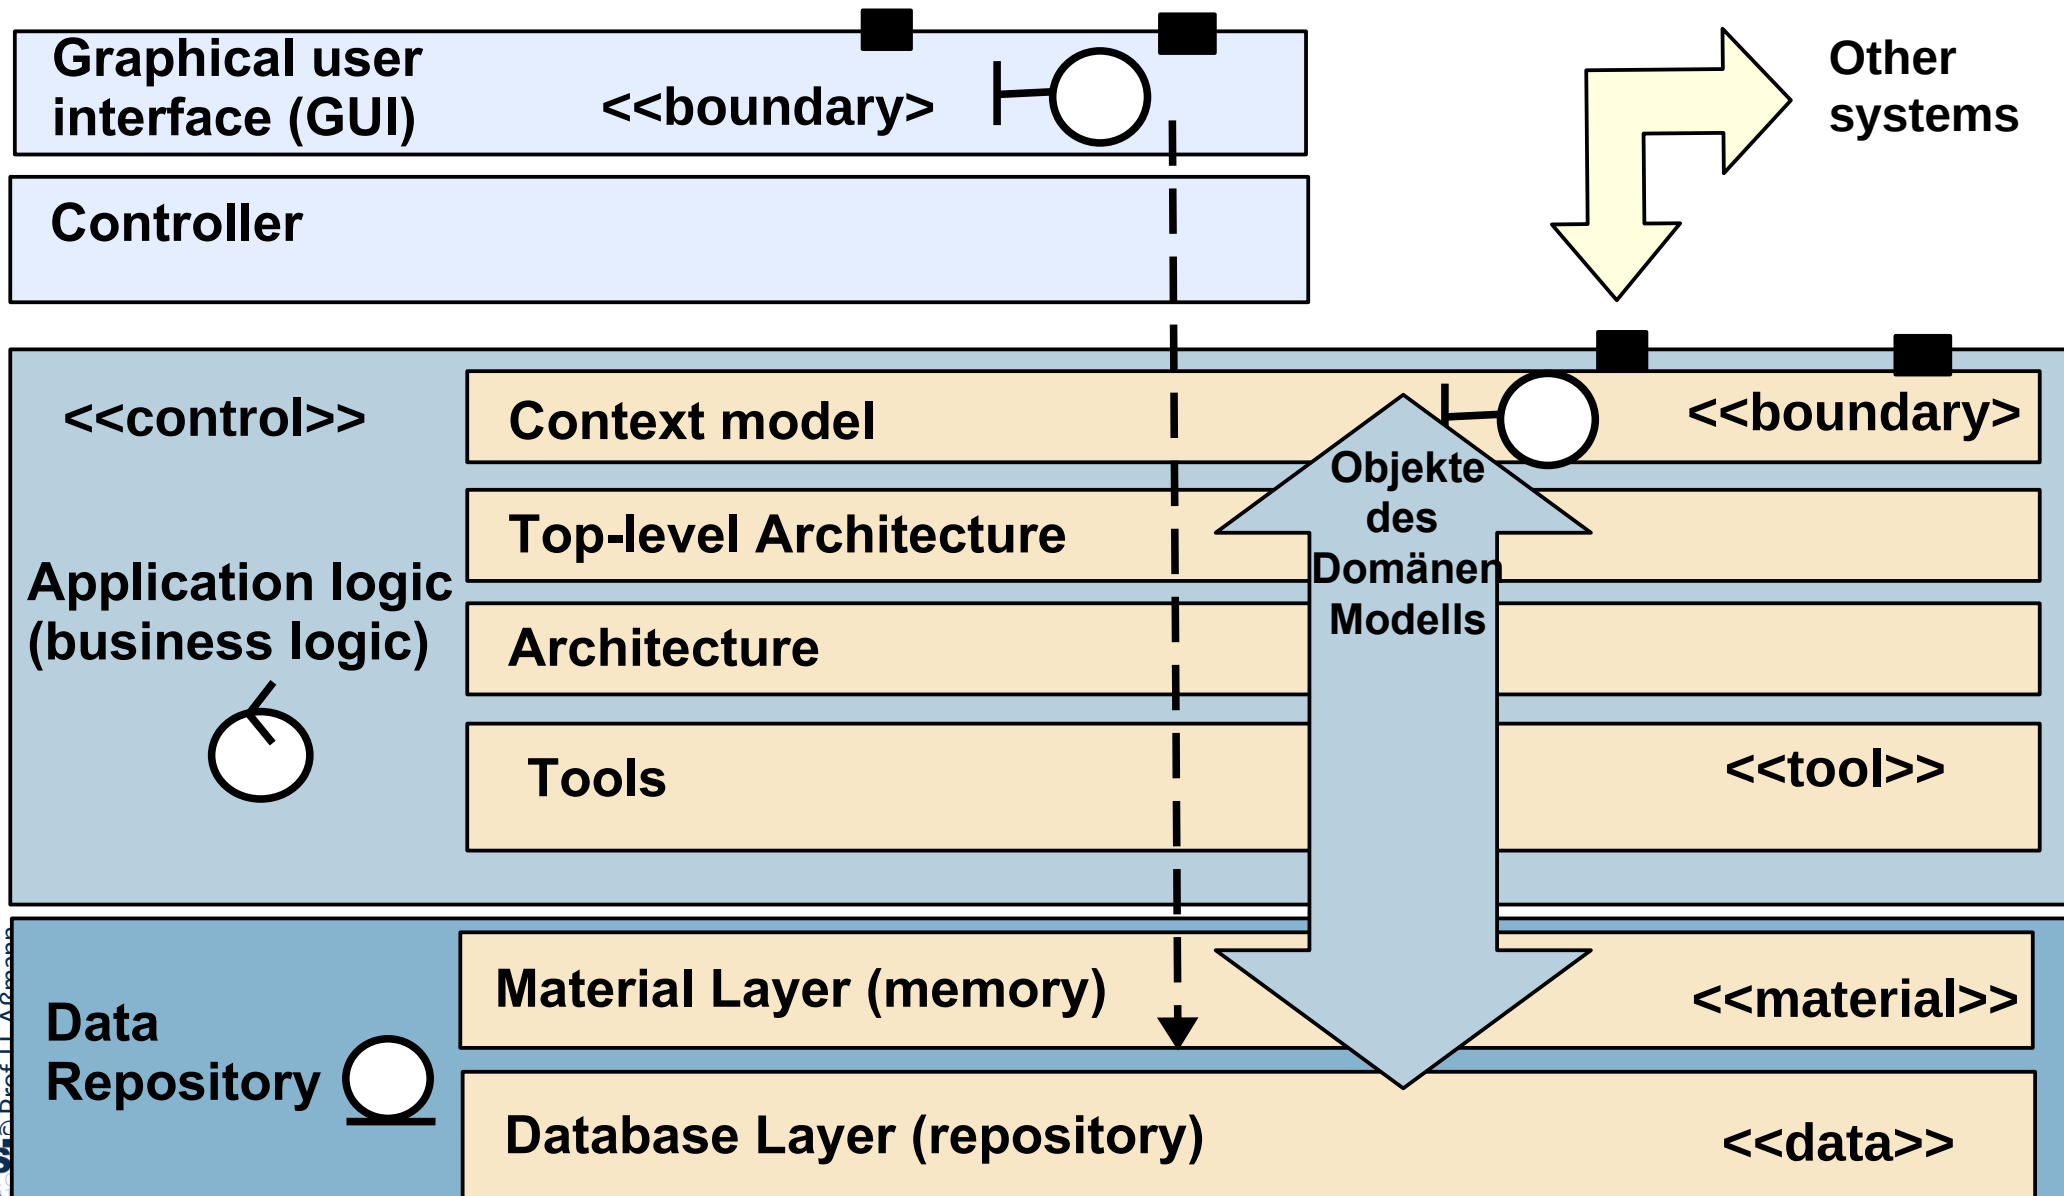 Graphical user
interface (GUI)
<<boundary>
Other
systems
Controller
<<control>>
Context model
<<boundary>
Objekte
des
Domänen
Modells
Top-level Architecture
Application logic
(business logic)
Architecture
Tools
<<tool>>
Material Layer (memory)
<<material>>
Data
Repository
Database Layer (repository)
<<data>>